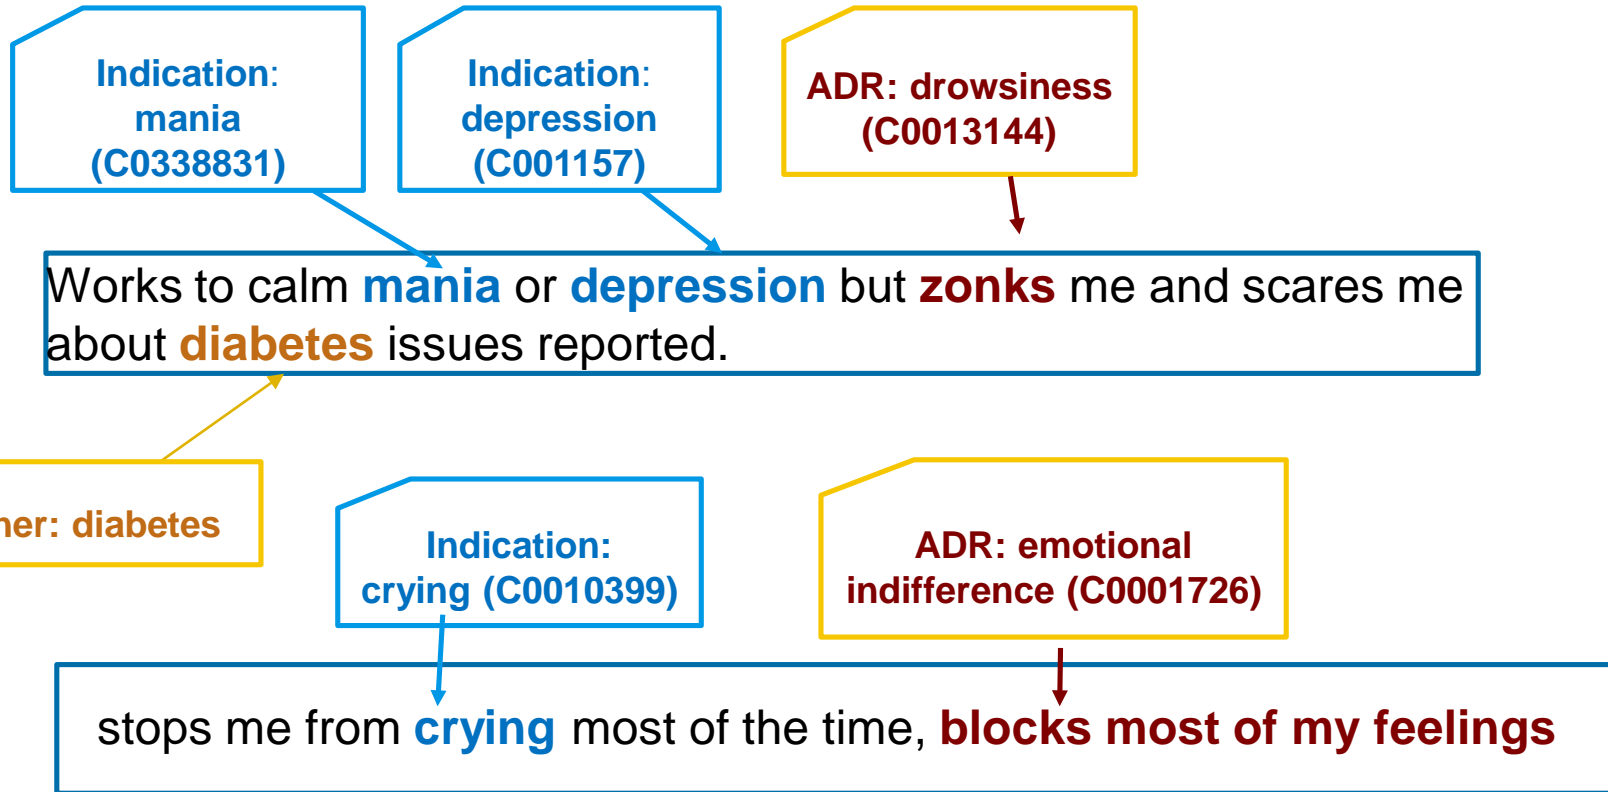 Indication:
mania
(C0338831)
Indication:
depression
(C001157)
ADR: drowsiness
(C0013144)
Works to calm mania or depression but zonks me and scares me
about diabetes issues reported.
ner: diabetes
Indication:
crying (C0010399)
ADR: emotional
indifference (C0001726)
stops me from crying most of the time, blocks most of my feelings